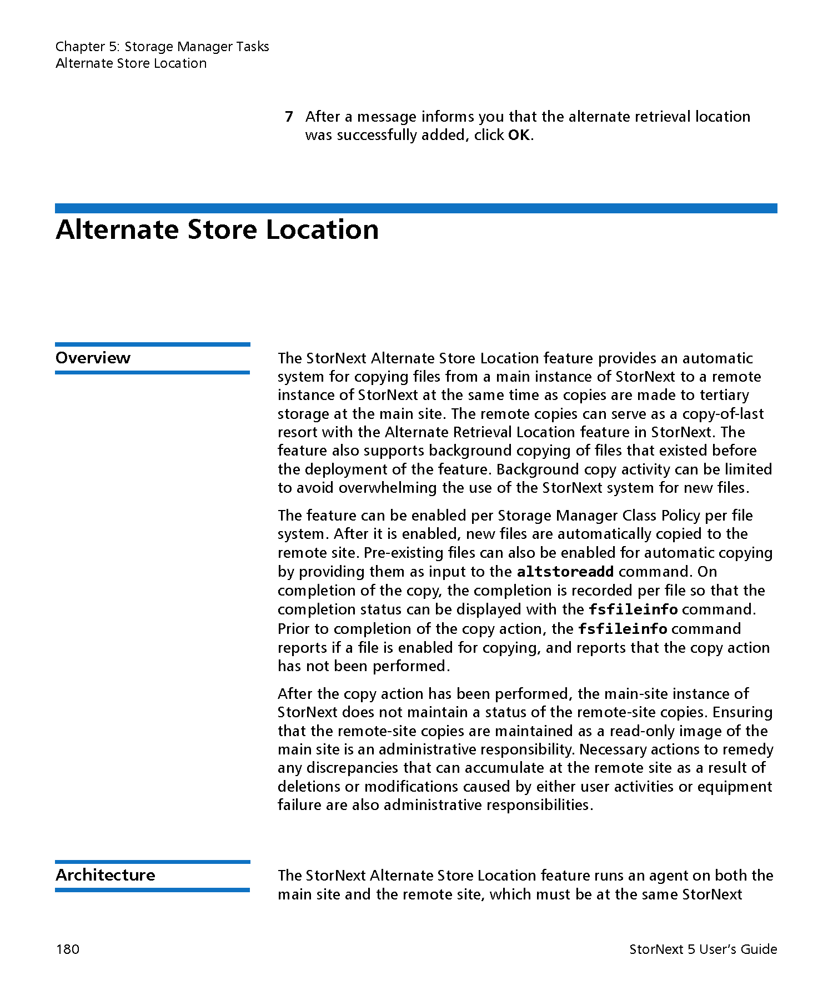 Chapter 5: Storage Manager Tasks
Alternate Store Location
7 After a message informs you that the alternate retrieval location
was successfully added, click OK.
Alternate Store Location
Overview
The StorNext Alternate Store Location feature provides an automatic
system for copying files from a main instance of StorNext to a remote
instance of StorNext at the same time as copies are made to tertiary
storage at the main site. The remote copies can serve as a copy-of-last
resort with the Alternate Retrieval Location feature in StorNext. The
feature also supports background copying of files that existed before
the deployment of the feature. Background copy activity can be limited
to avoid overwhelming the use of the StorNext system for new files.
The feature can be enabled per Storage Manager Class Policy per file
system. After it is enabled, new files are automatically copied to the
remote site. Pre-existing files can also be enabled for automatic copying
by providing them as input to the altstoreadd command. On
completion of the copy, the completion is recorded per file so that the
completion status can be displayed with the fsfileinfo command.
Prior to completion of the copy action, the fsfileinfo command
reports if a file is enabled for copying, and reports that the copy action
has not been performed.
After the copy action has been performed, the main-site instance of
StorNext does not maintain a status of the remote-site copies. Ensuring
that the remote-site copies are maintained as a read-only image of the
main site is an administrative responsibility. Necessary actions to remedy
any discrepancies that can accumulate at the remote site as a result of
deletions or modifications caused by either user activities or equipment
failure are also administrative responsibilities.
Architecture
The StorNext Alternate Store Location feature runs an agent on both the
main site and the remote site, which must be at the same StorNext
180
StorNext 5 User’s Guide